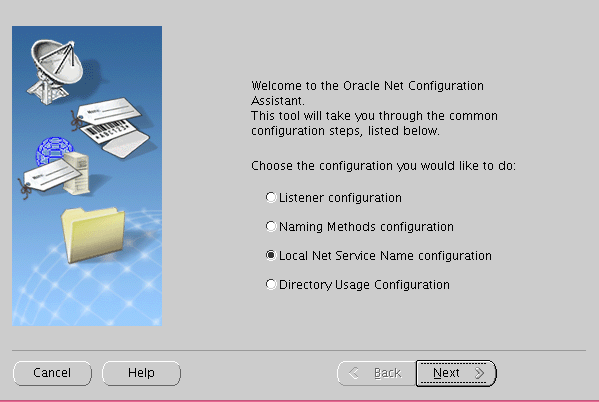 Welcome to the Oracle Net Configuration
Assistant.
This tool will take you through the common
configuration steps, listed below.
Choose the configuration you would like to do:
Listener configuration
Naming Methods configuration
Local Net Service Name configuration
Directory Usage Configuration
Cancel
Help
Back
Next